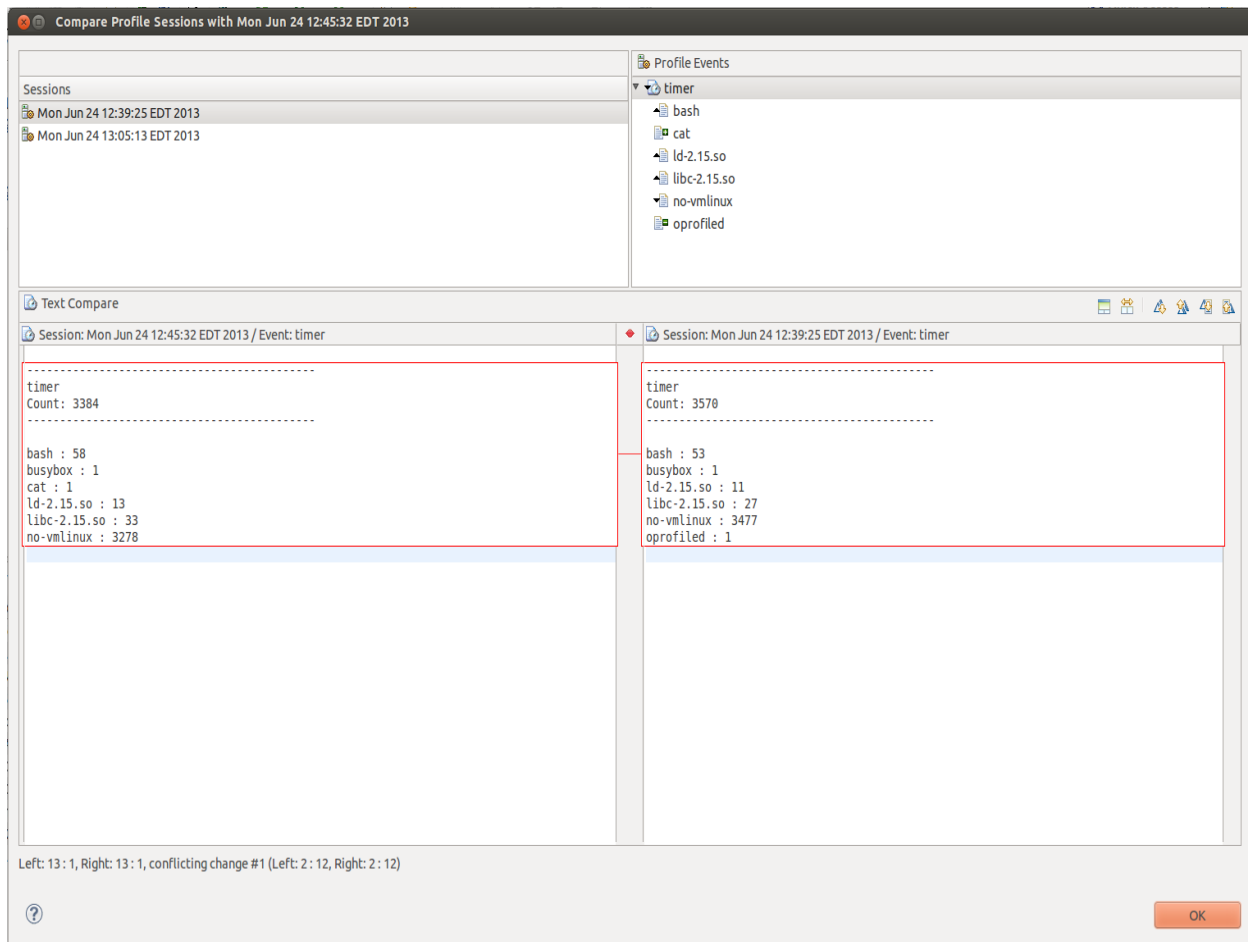 Compare Profile Sessions with Mon Jun 24 12:45:32 EDT 2013
Sessions
Mon Jun 24 12:39:25 EDT 2013
Mon Jun 24 13:05:13 EDT 2013
Profile Events
timer
bash
cat
ld-2.15.so
libc-2.15.so
no-vmlinux
oprofiled
Text Compare
Session: Mon Jun 24 12:45:32 EDT 2013 / Event: timer
-------------------------------------------
timer
Count: 3384
-------------------------------------------
bash : 58
busybox : 1
cat : 1
ld-2.15.so : 13
libc-2.15.so : 33
no-vmlinux : 3278
Session: Mon Jun 24 12:39:25 EDT 2013 / Event: timer
-------------------------------------------
timer
Count: 3570
-------------------------------------------
bash : 53
busybox : 1
ld-2.15.so : 11
libc-2.15.so : 27
no-vmlinux : 3477
oprofiled : 1
Left: 13 : 1, Right: 13 : 1, conflicting change #1 (Left: 2 : 12, Right: 2 : 12)
?
OK